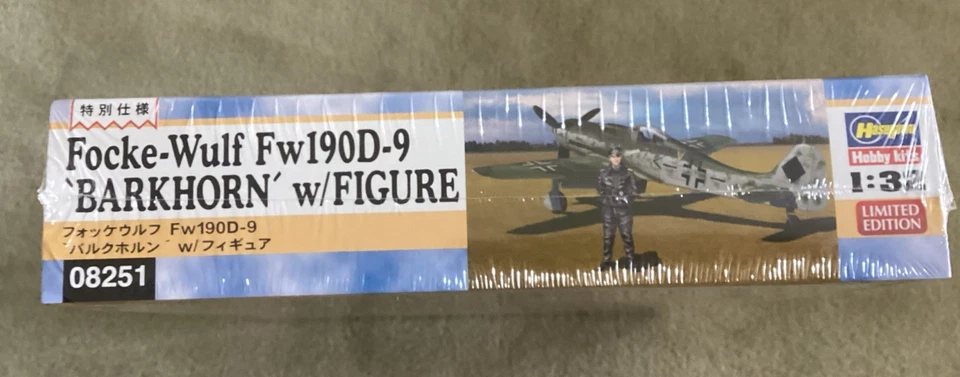 特別仕様
Focke-Wulf Fw190D-9
`BARKHORN´ w/FIGURE
フォッケウルフ Fw190D-9
`バルクホルン´ w/フィギュア
08251
Hasegawa
Hobby kits
1:32
LIMITED
EDITION